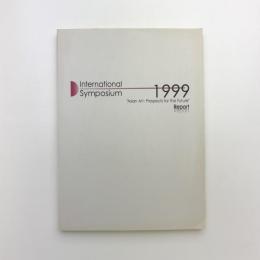 International
Symposium 1999
"Asian Art: Prospects for the Future"
Report